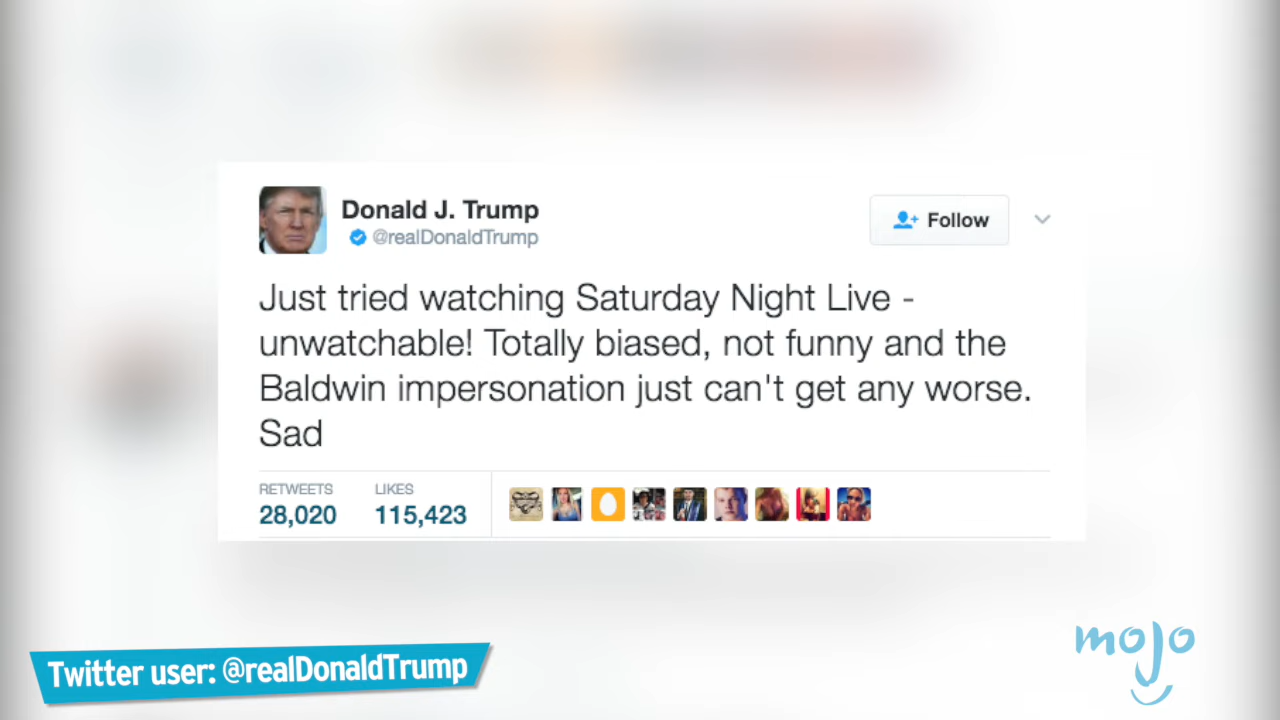 Donald J. Trump
@realDonaldTrump
Follow
Just tried watching Saturday Night Live -
unwatchable! Totally biased, not funny and the
Baldwin impersonation just can't get any worse.
Sad
RETWEETS LIKES
28,020 115,423
Twitter user: @realDonaldTrump
mojo